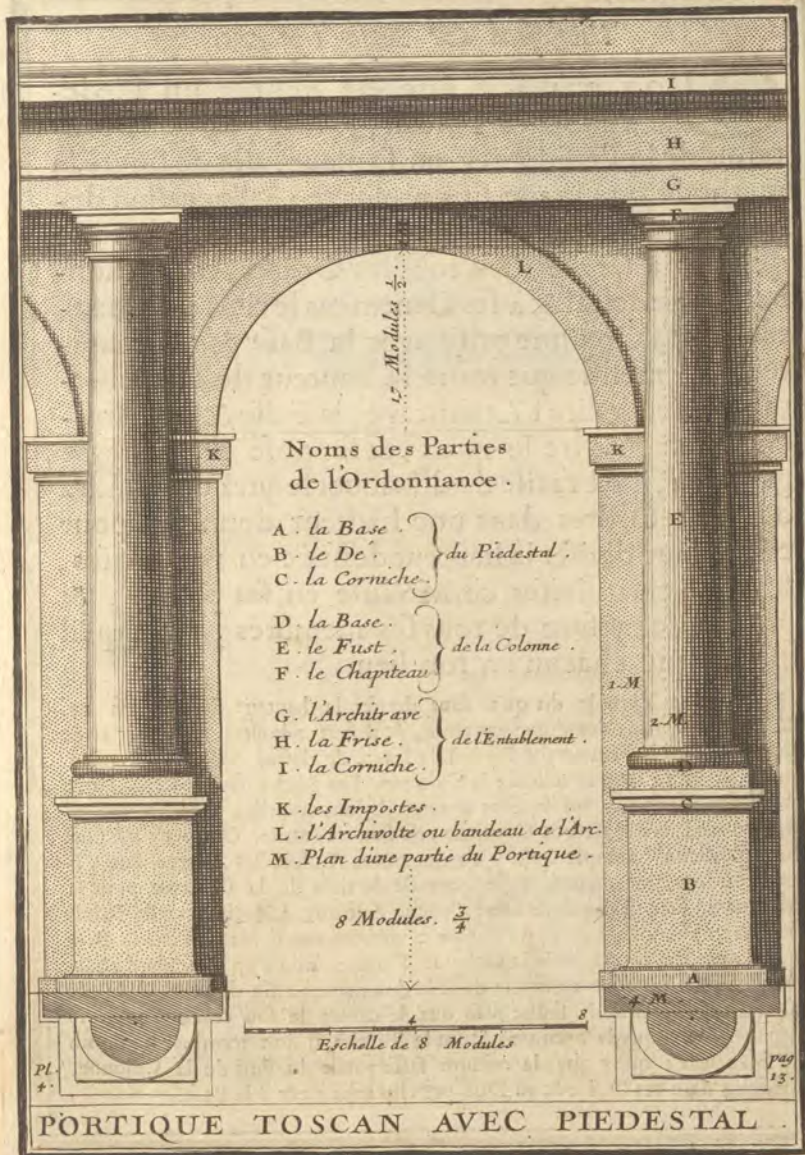 I
H
G
F
L
17 Modules 1/2.
K
K
Noms des Parties
de l'Ordonnance.
A. la Base.
B. le De. } du Piedestal.
C. la Corniche.
D. la Base.
E. le Fust. } de la Colonne.
F. le Chapiteau
G. l'Architrave
H. la Frise. } de l'Entablement.
I. la Corniche.
K. les Impostes.
L. l'Archivolte ou bandeau de l'Arc.
M. Plan d'une partie du Portique.
8 Modules. 3/4
E
1. M
2. M.
D
C
B
A
4 M.
4 8
Eschelle de 8 Modules
Pl.
4.
pag
13.
PORTIQUE TOSCAN AVEC PIEDESTAL.